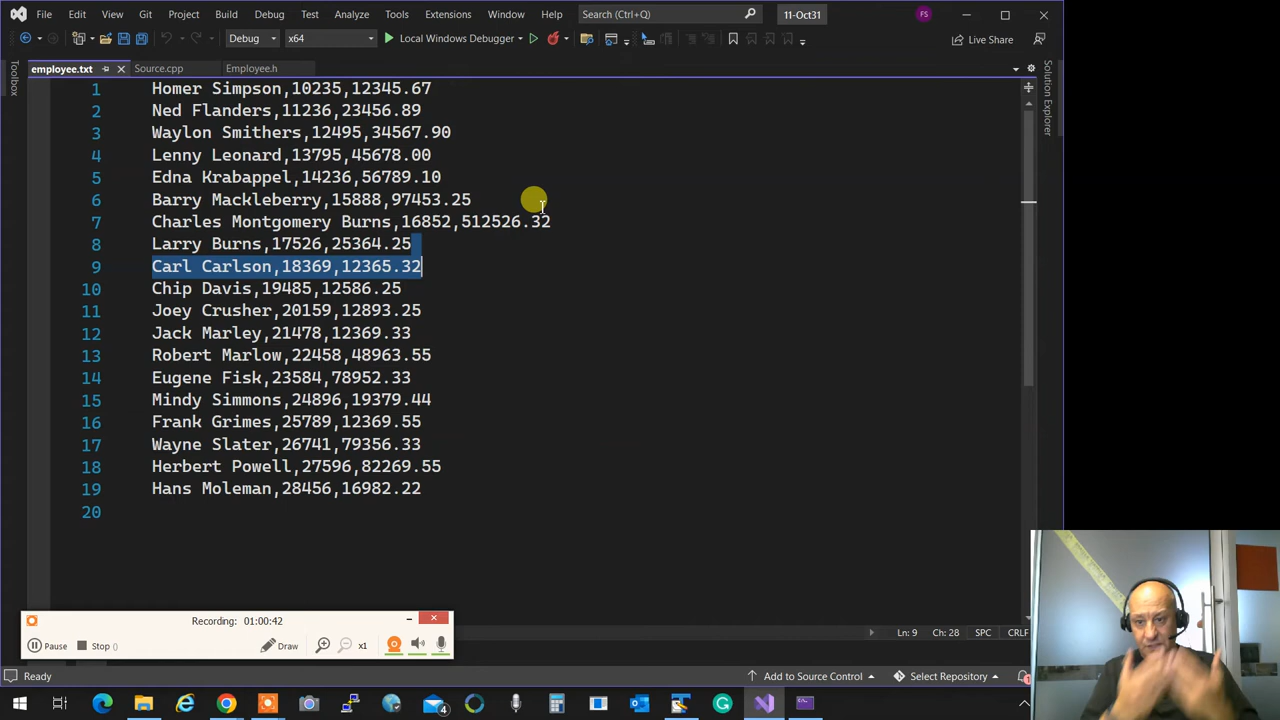 File Edit View Git Project Build Debug Test Analyze Tools Extensions Window Help Search (Ctrl+Q) 11-Oct31 FS
Debug x64 Local Windows Debugger Live Share
employee.txt Source.cpp Employee.h
Toolbox
Solution Explorer
1 Homer Simpson,10235,12345.67
2 Ned Flanders,11236,23456.89
3 Waylon Smithers,12495,34567.90
4 Lenny Leonard,13795,45678.00
5 Edna Krabappel,14236,56789.10
6 Barry Mackleberry,15888,97453.25
7 Charles Montgomery Burns,16852,512526.32
8 Larry Burns,17526,25364.25
9 Carl Carlson,18369,12365.32
10 Chip Davis,19485,12586.25
11 Joey Crusher,20159,12893.25
12 Jack Marley,21478,12369.33
13 Robert Marlow,22458,48963.55
14 Eugene Fisk,23584,78952.33
15 Mindy Simmons,24896,19379.44
16 Frank Grimes,25789,12369.55
17 Wayne Slater,26741,79356.33
18 Herbert Powell,27596,82269.55
19 Hans Moleman,28456,16982.22
20
Recording: 01:00:42
Pause Stop () Draw x1
Ln: 9 Ch: 28 SPC CRLF
Ready Add to Source Control Select Repository 1
4